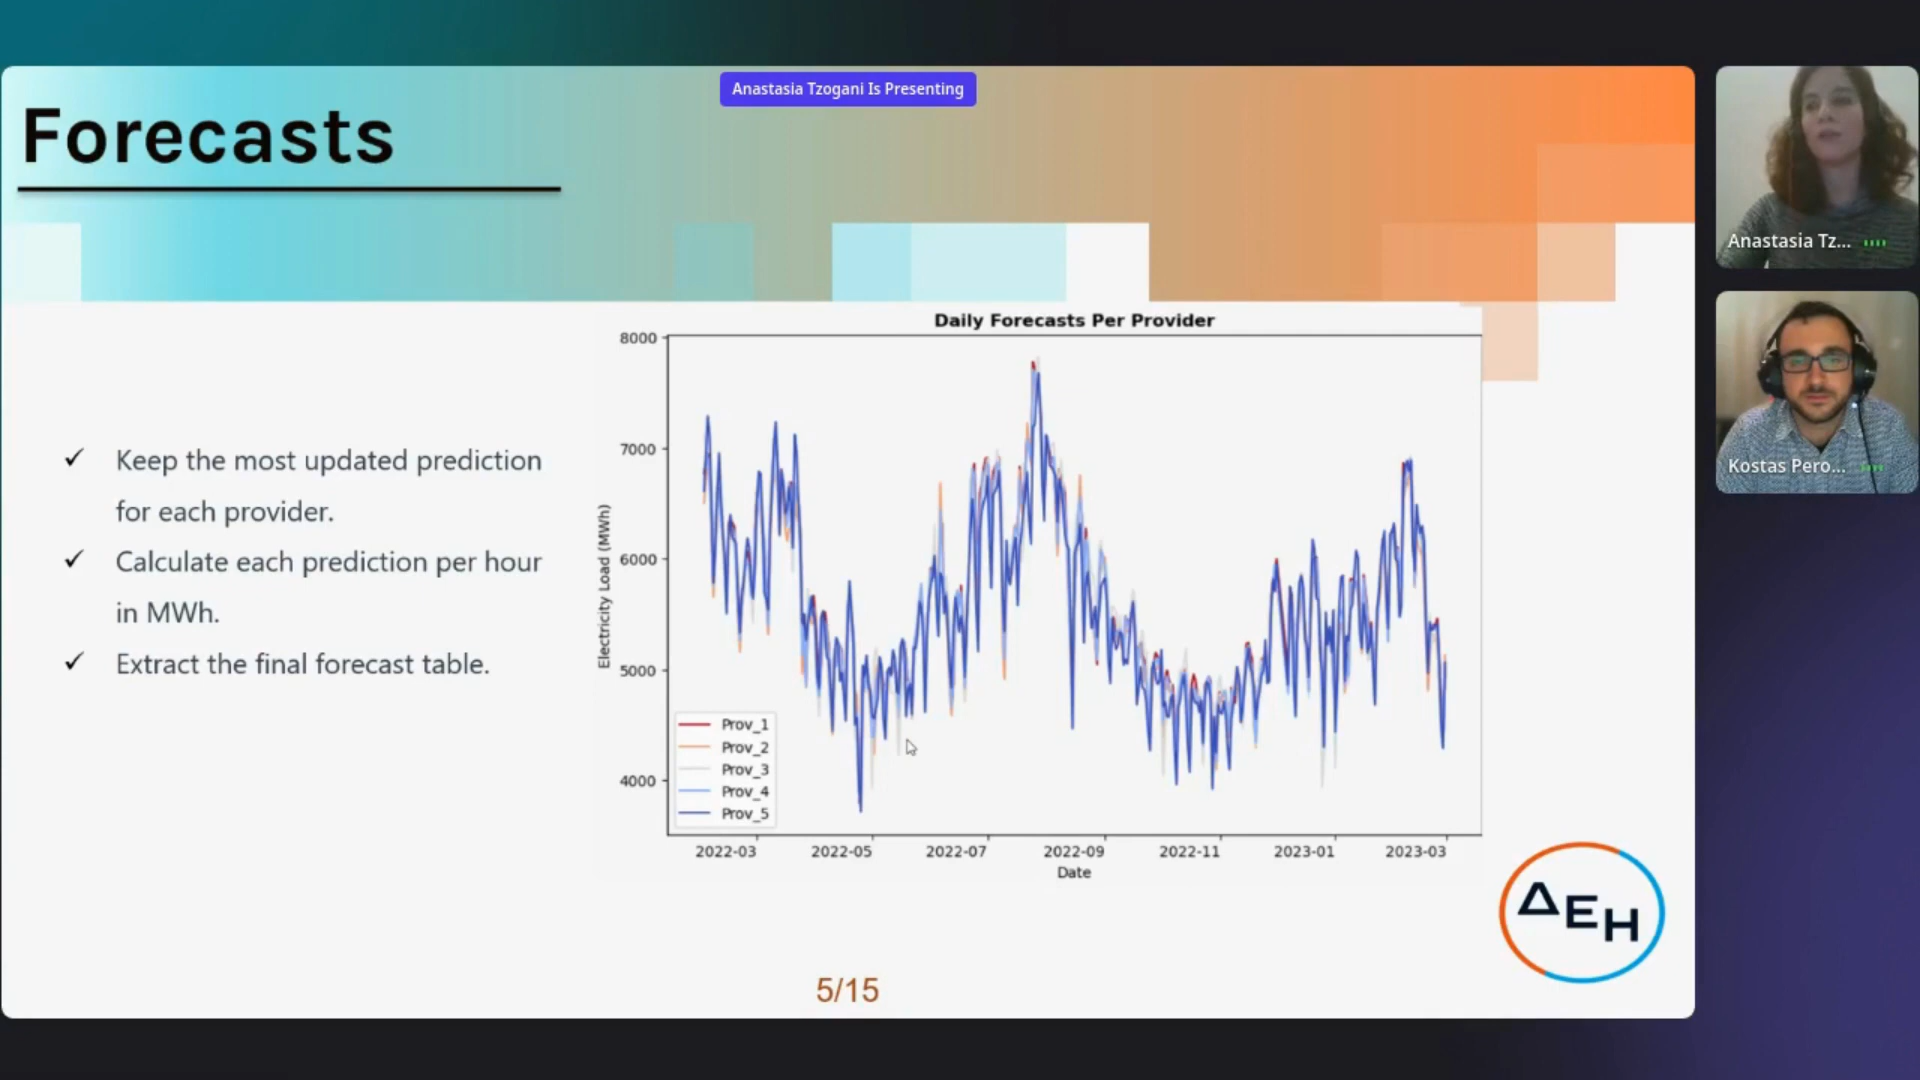 Anastasia Tzogani Is Presenting
Forecasts
✓ Keep the most updated prediction
for each provider.
✓ Calculate each prediction per hour
in MWh.
✓ Extract the final forecast table.
Daily Forecasts Per Provider
Electricity Load (MWh)
8000
7000
6000
5000
4000
Prov_1
Prov_2
Prov_3
Prov_4
Prov_5
2022-03 2022-05 2022-07 2022-09 2022-11 2023-01 2023-03
Date
ΔΕΗ
5/15
Anastasia Tz...
Kostas Pero...